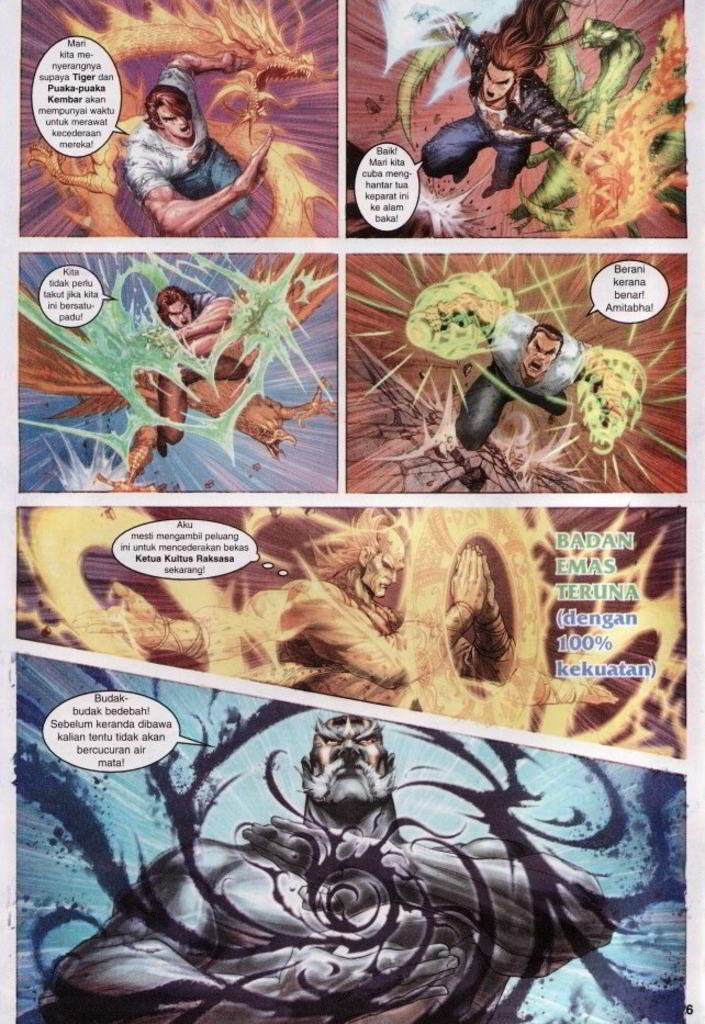 Mari
kita me-
nyerangnya
supaya Tiger dan
Puaka-puaka
Kembar akan
mempunyai waktu
untuk merawat
kecederaan
mereka!
Baik!
Mari kita
cuba meng-
hantar tua
keparat ini
ke alam
baka!
Kita
tidak perlu
takut jika kita
ini bersatu-
padu!
Berani
kerana
benar!
Amitabha!
Aku
mesti mengambil peluang
ini untuk mencederakan bekas
Ketua Kultus Raksasa
sekarang!
BADAN
EMAS
TERUNA
(dengan
100%
kekuatan)
Budak-
budak bedebah!
Sebelum keranda dibawa
kalian tentu tidak akan
bercucuran air
mata!
6